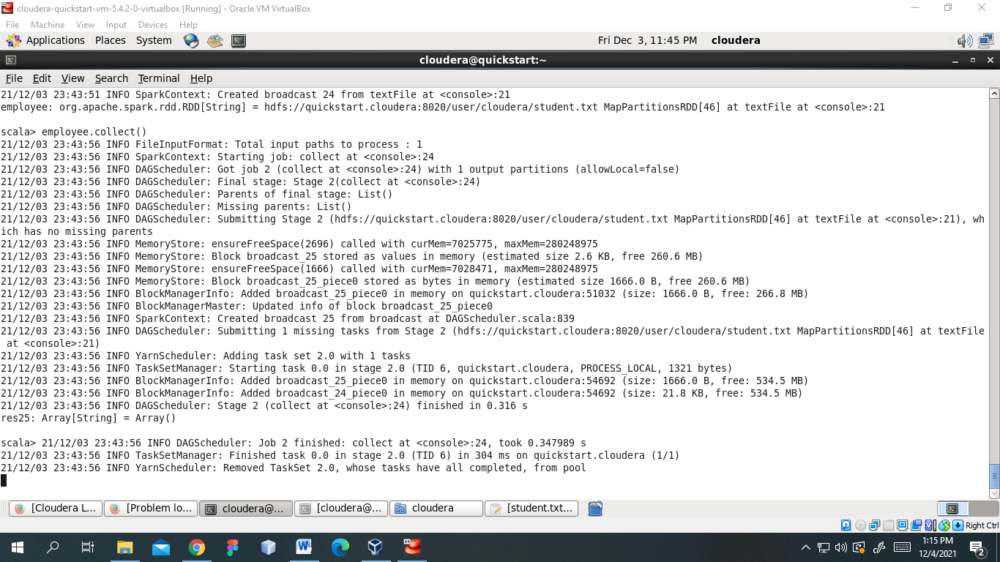 cloudera-quickstart-vm-5.4.2-0-virtualbox [Running] - Oracle VM VirtualBox
File Machine View Input Devices Help
Applications Places System Fri Dec 3, 11:45 PM cloudera
cloudera@quickstart:~
File Edit View Search Terminal Help
21/12/03 23:43:51 INFO SparkContext: Created broadcast 24 from textFile at <console>:21
employee: org.apache.spark.rdd.RDD[String] = hdfs://quickstart.cloudera:8020/user/cloudera/student.txt MapPartitionsRDD[46] at textFile at <console>:21
scala> employee.collect()
21/12/03 23:43:56 INFO FileInputFormat: Total input paths to process : 1
21/12/03 23:43:56 INFO SparkContext: Starting job: collect at <console>:24
21/12/03 23:43:56 INFO DAGScheduler: Got job 2 (collect at <console>:24) with 1 output partitions (allowLocal=false)
21/12/03 23:43:56 INFO DAGScheduler: Final stage: Stage 2(collect at <console>:24)
21/12/03 23:43:56 INFO DAGScheduler: Parents of final stage: List()
21/12/03 23:43:56 INFO DAGScheduler: Missing parents: List()
21/12/03 23:43:56 INFO DAGScheduler: Submitting Stage 2 (hdfs://quickstart.cloudera:8020/user/cloudera/student.txt MapPartitionsRDD[46] at textFile at <console>:21), wh
ich has no missing parents
21/12/03 23:43:56 INFO MemoryStore: ensureFreeSpace(2696) called with curMem=7025775, maxMem=280248975
21/12/03 23:43:56 INFO MemoryStore: Block broadcast_25 stored as values in memory (estimated size 2.6 KB, free 260.6 MB)
21/12/03 23:43:56 INFO MemoryStore: ensureFreeSpace(1666) called with curMem=7028471, maxMem=280248975
21/12/03 23:43:56 INFO MemoryStore: Block broadcast_25_piece0 stored as bytes in memory (estimated size 1666.0 B, free 260.6 MB)
21/12/03 23:43:56 INFO BlockManagerInfo: Added broadcast_25_piece0 in memory on quickstart.cloudera:51032 (size: 1666.0 B, free: 266.8 MB)
21/12/03 23:43:56 INFO BlockManagerMaster: Updated info of block broadcast_25_piece0
21/12/03 23:43:56 INFO SparkContext: Created broadcast 25 from broadcast at DAGScheduler.scala:839
21/12/03 23:43:56 INFO DAGScheduler: Submitting 1 missing tasks from Stage 2 (hdfs://quickstart.cloudera:8020/user/cloudera/student.txt MapPartitionsRDD[46] at textFile
at <console>:21)
21/12/03 23:43:56 INFO YarnScheduler: Adding task set 2.0 with 1 tasks
21/12/03 23:43:56 INFO TaskSetManager: Starting task 0.0 in stage 2.0 (TID 6, quickstart.cloudera, PROCESS_LOCAL, 1321 bytes)
21/12/03 23:43:56 INFO BlockManagerInfo: Added broadcast_25_piece0 in memory on quickstart.cloudera:54692 (size: 1666.0 B, free: 534.5 MB)
21/12/03 23:43:56 INFO BlockManagerInfo: Added broadcast_24_piece0 in memory on quickstart.cloudera:54692 (size: 21.8 KB, free: 534.5 MB)
21/12/03 23:43:56 INFO DAGScheduler: Stage 2 (collect at <console>:24) finished in 0.316 s
res25: Array[String] = Array()
scala> 21/12/03 23:43:56 INFO DAGScheduler: Job 2 finished: collect at <console>:24, took 0.347989 s
21/12/03 23:43:56 INFO TaskSetManager: Finished task 0.0 in stage 2.0 (TID 6) in 304 ms on quickstart.cloudera (1/1)
21/12/03 23:43:56 INFO YarnScheduler: Removed TaskSet 2.0, whose tasks have all completed, from pool
[Cloudera L... [Problem lo... cloudera@... [cloudera@... cloudera [student.txt...
Right Ctrl
1:15 PM
12/4/2021
2